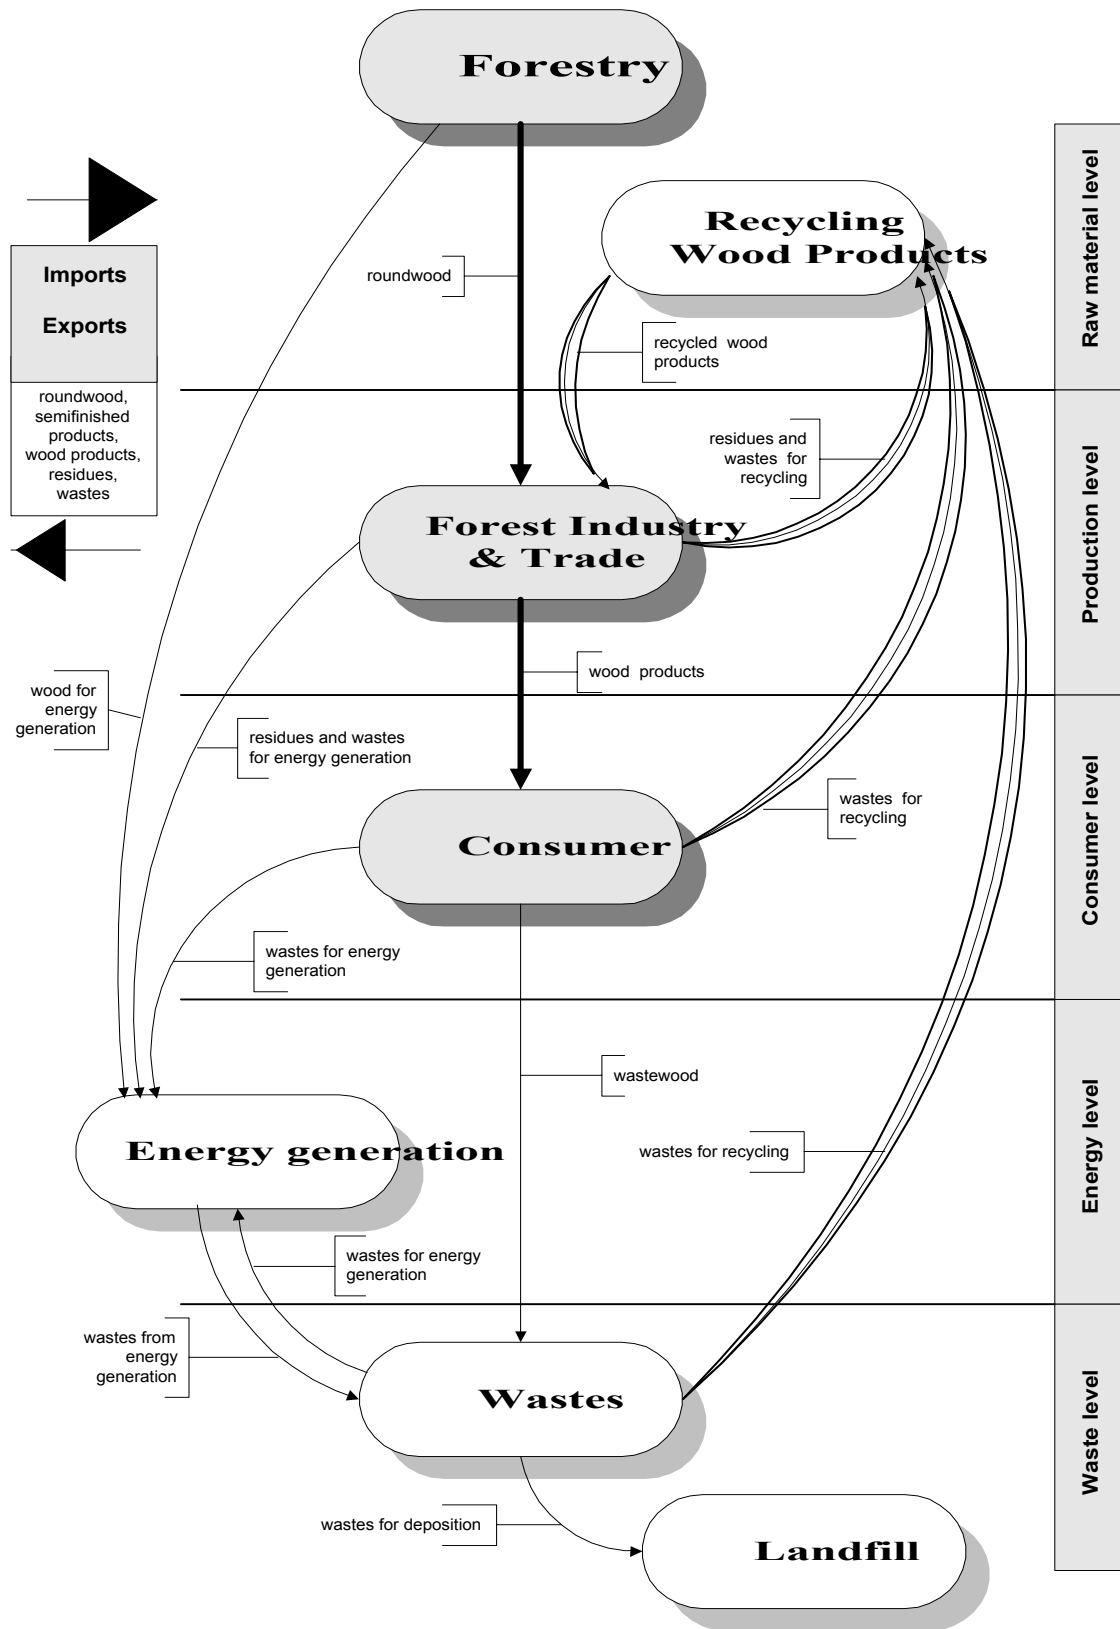 Forestry
Raw material level
Recycling
Wood Products
Imports
Exports
roundwood
recycled wood
products
roundwood,
semifinished
products,
wood products,
residues,
wastes
residues and
wastes for
recycling
Production level
Forest Industry
& Trade
wood products
wood for
energy
generation
residues and wastes
for energy generation
wastes for
recycling
Consumer level
Consumer
wastes for energy
generation
wastewood
Energy level
Energy generation
wastes for recycling
wastes for energy
generation
wastes from
energy
generation
Wastes
Waste level
wastes for deposition
Landfill